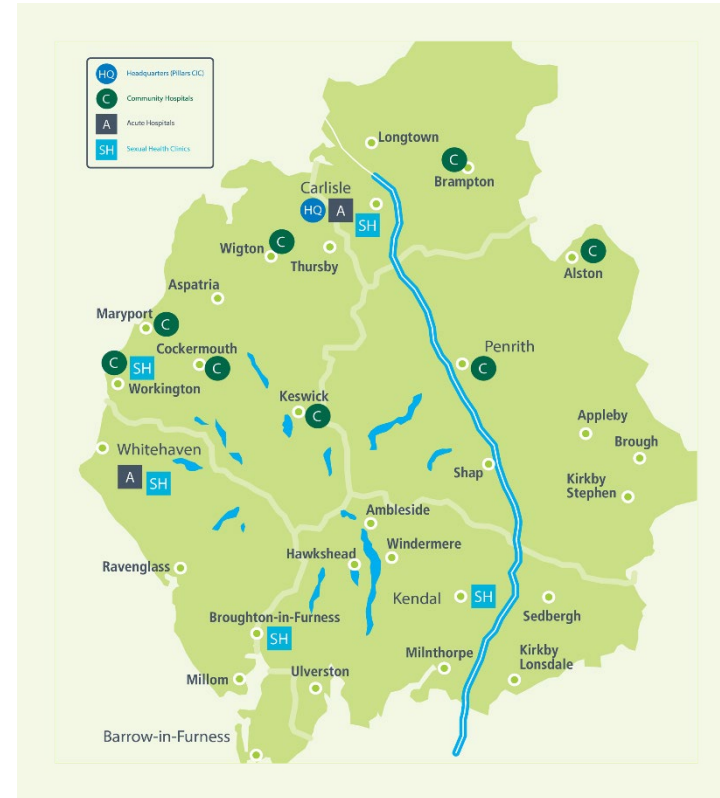 HQ Headquarters (Pillars CIC)
C Community Hospitals
A Acute Hospitals
SH Sexual Health Clinics
Longtown
C
Brampton
Carlisle
HQ A
SH
Wigton C
Thursby
C
Alston
Aspatria
Maryport
C
Cockermouth
C
C SH
Workington
Penrith
C
Keswick
C
Appleby
Brough
Whitehaven
A SH
Shap
Kirkby
Stephen
Ambleside
Windermere
Hawkshead
Ravenglass
Kendal SH
Sedbergh
Broughton-in-Furness
SH
Milnthorpe
Kirkby
Lonsdale
Millom
Ulverston
Barrow-in-Furness